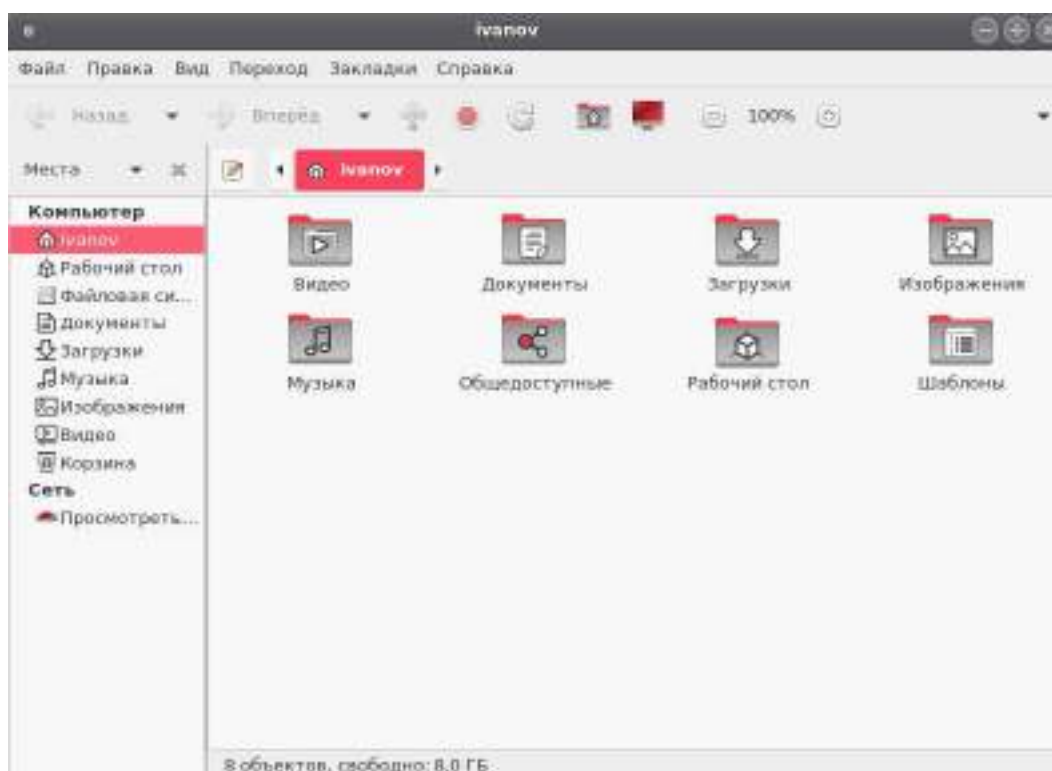 ivanov
Файл Правка Вид Переход Закладки Справка
Назад Вперёд 100%
Места ivanov
Компьютер
ivanov
Рабочий стол
Файловая си...
Документы
Загрузки
Музыка
Изображения
Видео
Корзина
Сеть
Просмотреть...
Видео Документы Загрузки Изображения
Музыка Общедоступные Рабочий стол Шаблоны
8 объектов, свободно: 8,0 ГБ